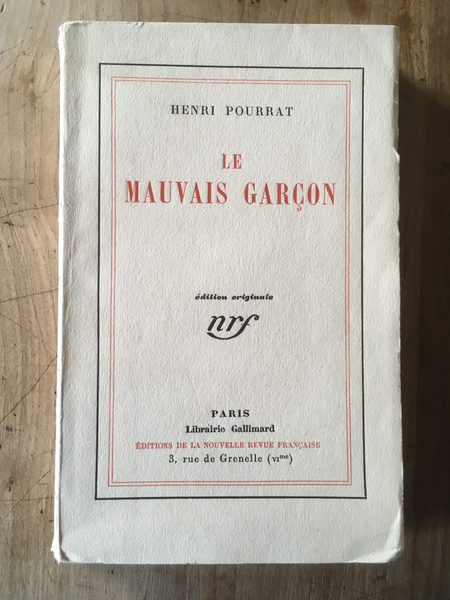 HENRI POURRAT
LE
MAUVAIS GARÇON
édition originale
nrf
PARIS
Librairie Gallimard
ÉDITIONS DE LA NOUVELLE REVUE FRANÇAISE
3, rue de Grenelle (VIme)